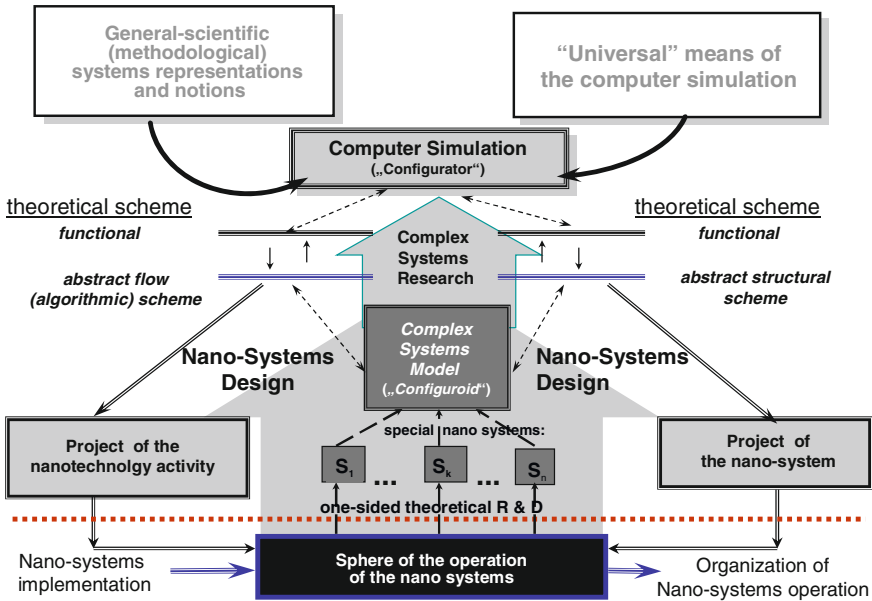 General-scientific
(methodological)
systems representations
and notions
“Universal” means of
the computer simulation
Computer Simulation
(„Configurator“)
theoretical scheme
functional
theoretical scheme
functional
Complex
Systems
Research
abstract flow
(algorithmic) scheme
abstract structural
scheme
Complex
Systems
Model
(„Configuroid“)
Nano-Systems
Design
Nano-Systems
Design
special nano systems:
Project of the
nanotechnolgy activity
S1 ... Sk ... Sn
Project of
the nano-system
one-sided theoretical R & D
Nano-systems
implementation
Sphere of the operation
of the nano systems
Organization of
Nano-systems operation